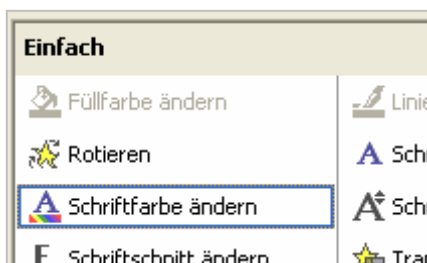 Einfach
Füllfarbe ändern
Rotieren
Schriftfarbe ändern
Schriftschnitt ändern